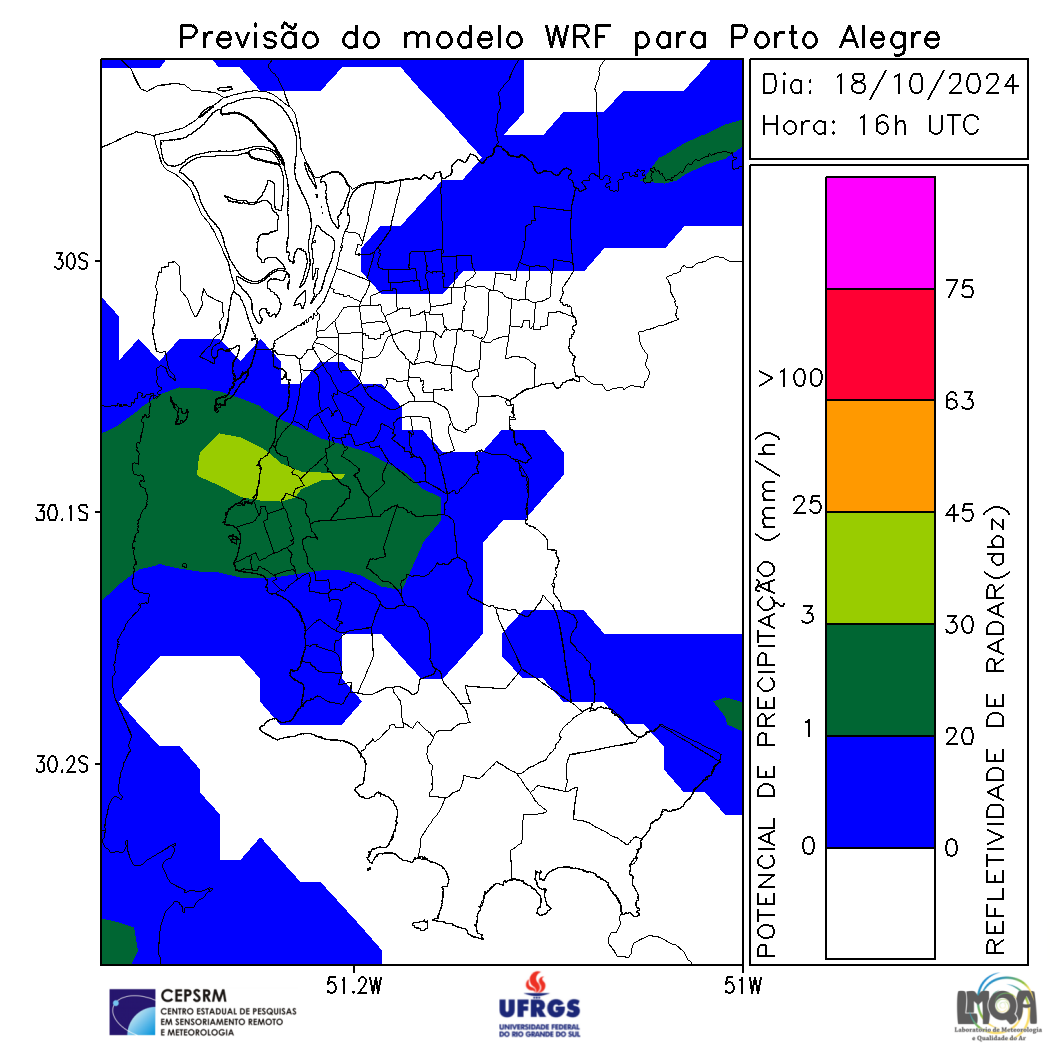 Previsão do modelo WRF para Porto Alegre
Dia: 18/10/2024
Hora: 16h UTC
30S
30.1S
30.2S
51.2W
51W
POTENCIAL DE PRECIPITAÇÃO (mm/h)
>100
25
3
1
0
75
63
45
30
20
0
REFLETIVIDADE DE RADAR(dbz)
CEPSRM
CENTRO ESTADUAL DE PESQUISAS
EM SENSORIAMENTO REMOTO
E METEOROLOGIA
UFRGS
UNIVERSIDADE FEDERAL
DO RIO GRANDE DO SUL
LMQA
Laboratório de Meteorologia
e Qualidade do Ar